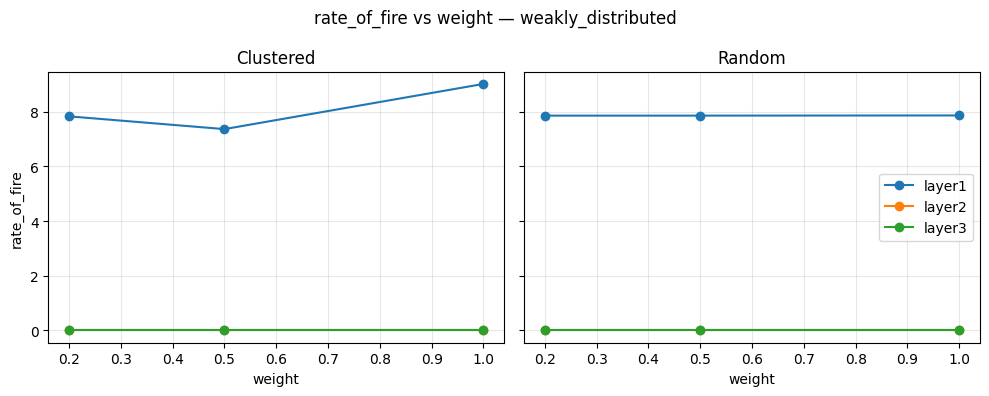 rate_of_fire vs weight — weakly_distributed
Clustered
Random
rate_of_fire
8
6
4
2
0
0.2 0.3 0.4 0.5 0.6 0.7 0.8 0.9 1.0
weight
layer1
layer2
layer3
0.2 0.3 0.4 0.5 0.6 0.7 0.8 0.9 1.0
weight